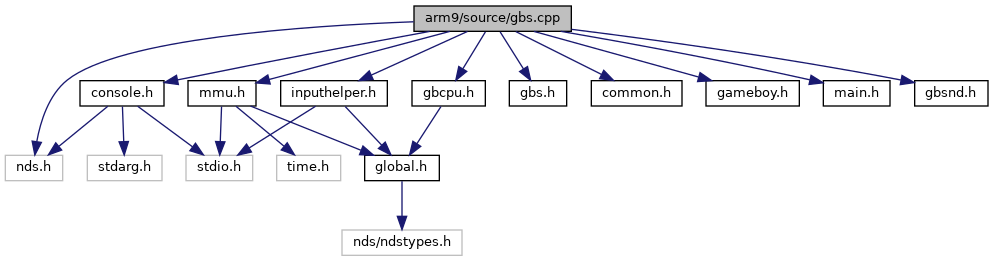 arm9/source/gbs.cpp
console.h
mmu.h
inputhelper.h
gbcpu.h
gbs.h
common.h
gameboy.h
main.h
gbsnd.h
nds.h
stdarg.h
stdio.h
time.h
global.h
nds/ndstypes.h